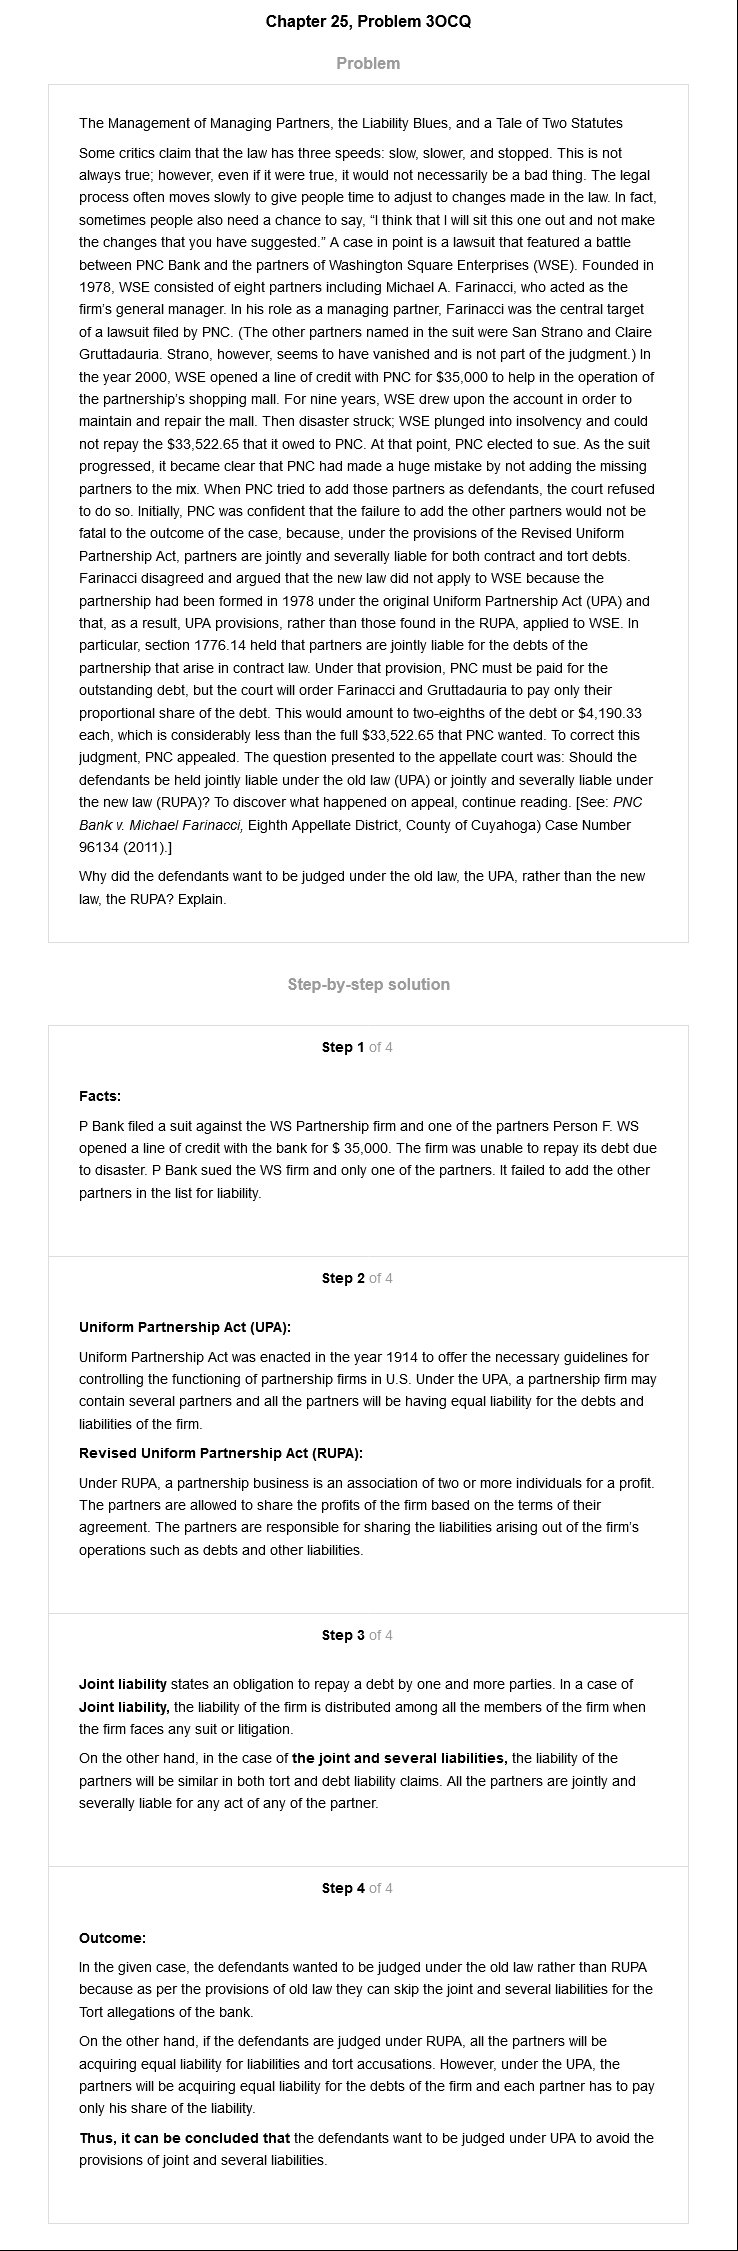 Chapter 25, Problem 3OCQ
Problem
The Management of Managing Partners, the Liability Blues, and a Tale of Two Statutes
Some critics claim that the law has three speeds: slow, slower, and stopped. This is not
always true; however, even if it were true, it would not necessarily be a bad thing. The legal
process often moves slowly to give people time to adjust to changes made in the law. In fact,
sometimes people also need a chance to say, “I think that I will sit this one out and not make
the changes that you have suggested.” A case in point is a lawsuit that featured a battle
between PNC Bank and the partners of Washington Square Enterprises (WSE). Founded in
1978, WSE consisted of eight partners including Michael A. Farinacci, who acted as the
firm’s general manager. In his role as a managing partner, Farinacci was the central target
of a lawsuit filed by PNC. (The other partners named in the suit were San Strano and Claire
Gruttadauria. Strano, however, seems to have vanished and is not part of the judgment.) In
the year 2000, WSE opened a line of credit with PNC for $35,000 to help in the operation of
the partnership’s shopping mall. For nine years, WSE drew upon the account in order to
maintain and repair the mall. Then disaster struck; WSE plunged into insolvency and could
not repay the $33,522.65 that it owed to PNC. At that point, PNC elected to sue. As the suit
progressed, it became clear that PNC had made a huge mistake by not adding the missing
partners to the mix. When PNC tried to add those partners as defendants, the court refused
to do so. Initially, PNC was confident that the failure to add the other partners would not be
fatal to the outcome of the case, because, under the provisions of the Revised Uniform
Partnership Act, partners are jointly and severally liable for both contract and tort debts.
Farinacci disagreed and argued that the new law did not apply to WSE because the
partnership had been formed in 1978 under the original Uniform Partnership Act (UPA) and
that, as a result, UPA provisions, rather than those found in the RUPA, applied to WSE. In
particular, section 1776.14 held that partners are jointly liable for the debts of the
partnership that arise in contract law. Under that provision, PNC must be paid for the
outstanding debt, but the court will order Farinacci and Gruttadauria to pay only their
proportional share of the debt. This would amount to two-eighths of the debt or $4,190.33
each, which is considerably less than the full $33,522.65 that PNC wanted. To correct this
judgment, PNC appealed. The question presented to the appellate court was: Should the
defendants be held jointly liable under the old law (UPA) or jointly and severally liable under
the new law (RUPA)? To discover what happened on appeal, continue reading. [See: PNC
Bank v. Michael Farinacci, Eighth Appellate District, County of Cuyahoga) Case Number
96134 (2011).]
Why did the defendants want to be judged under the old law, the UPA, rather than the new
law, the RUPA? Explain.
Step-by-step solution
Step 1 of 4
Facts:
P Bank filed a suit against the WS Partnership firm and one of the partners Person F. WS
opened a line of credit with the bank for $ 35,000. The firm was unable to repay its debt due
to disaster. P Bank sued the WS firm and only one of the partners. It failed to add the other
partners in the list for liability.
Step 2 of 4
Uniform Partnership Act (UPA):
Uniform Partnership Act was enacted in the year 1914 to offer the necessary guidelines for
controlling the functioning of partnership firms in U.S. Under the UPA, a partnership firm may
contain several partners and all the partners will be having equal liability for the debts and
liabilities of the firm.
Revised Uniform Partnership Act (RUPA):
Under RUPA, a partnership business is an association of two or more individuals for a profit.
The partners are allowed to share the profits of the firm based on the terms of their
agreement. The partners are responsible for sharing the liabilities arising out of the firm’s
operations such as debts and other liabilities.
Step 3 of 4
Joint liability states an obligation to repay a debt by one and more parties. In a case of
Joint liability, the liability of the firm is distributed among all the members of the firm when
the firm faces any suit or litigation.
On the other hand, in the case of the joint and several liabilities, the liability of the
partners will be similar in both tort and debt liability claims. All the partners are jointly and
severally liable for any act of any of the partner.
Step 4 of 4
Outcome:
In the given case, the defendants wanted to be judged under the old law rather than RUPA
because as per the provisions of old law they can skip the joint and several liabilities for the
Tort allegations of the bank.
On the other hand, if the defendants are judged under RUPA, all the partners will be
acquiring equal liability for liabilities and tort accusations. However, under the UPA, the
partners will be acquiring equal liability for the debts of the firm and each partner has to pay
only his share of the liability.
Thus, it can be concluded that the defendants want to be judged under UPA to avoid the
provisions of joint and several liabilities.